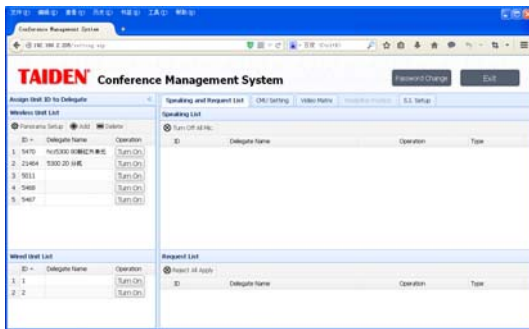 Conference Management System
TAIDEN Conference Management System
Password Change
Exit
Assign Unit ID to Delegate
Speaking and Request List
CMU Setting
Video Matrix
S.I. Setup
Wireless Unit List
Speaking List
Panorama Setup
Add
Delete
Turn Off All Mic.
ID Delegate Name Operation
ID Delegate Name Operation Type
1 5470 Turn On
2 21464 Turn On
3 5011 Turn On
4 5468 Turn On
5 5467 Turn On
Wired Unit List
Request List
ID Delegate Name Operation
Reject All Apply
1 1 Turn On
ID Delegate Name Operation Type
2 2 Turn On